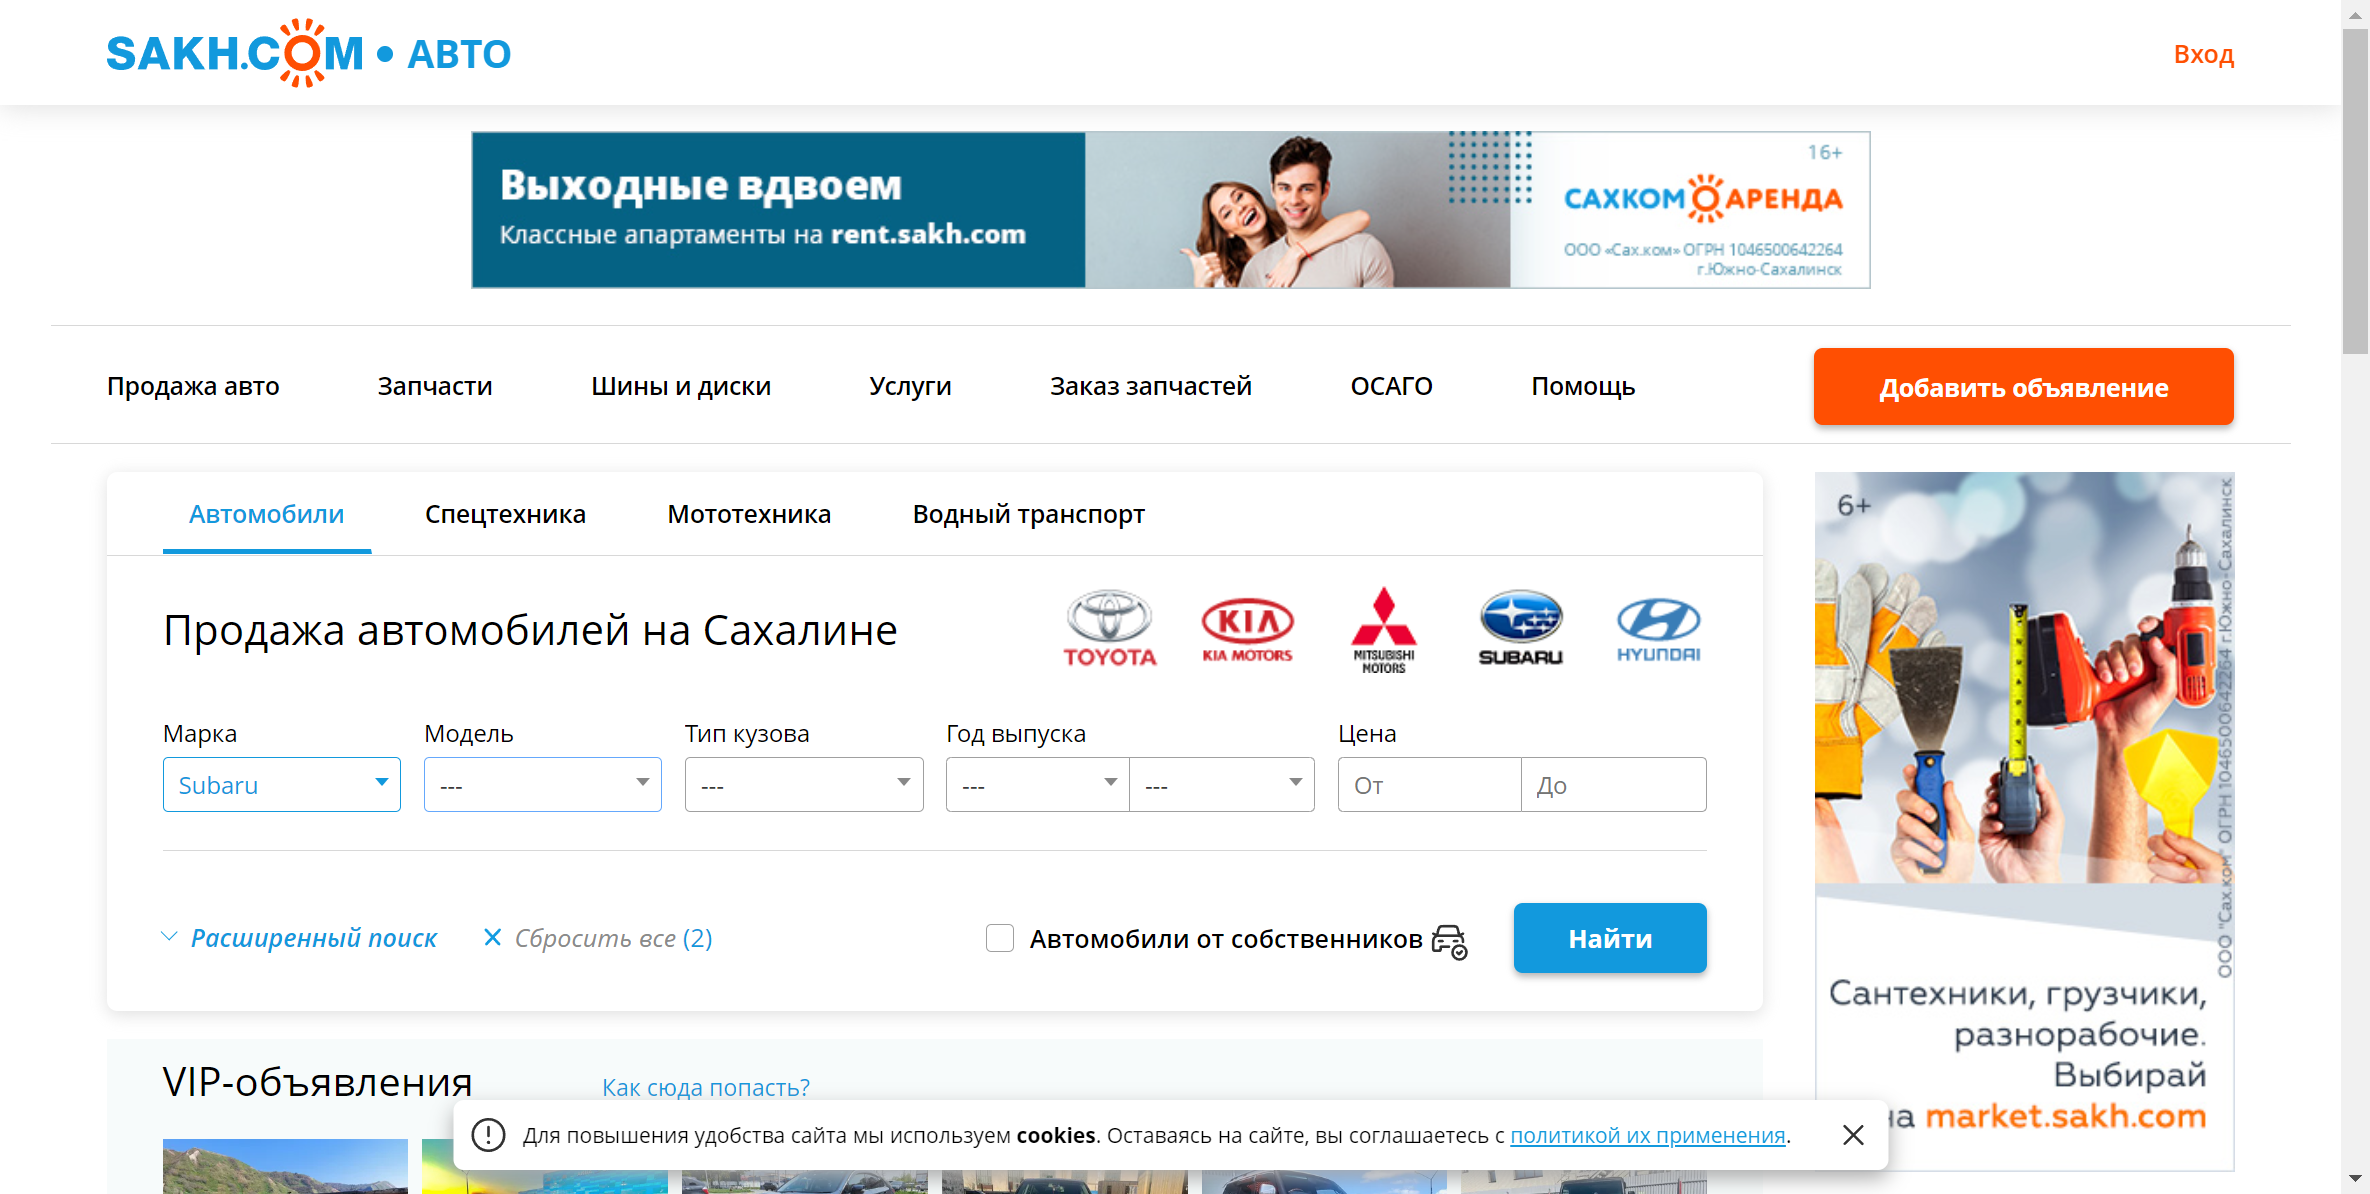 SAKH.COM • АВТО
Вход
Выходные вдвоем
Классные апартаменты на rent.sakh.com
16+
САХКОМ АРЕНДА
ООО «Сах.ком» ОГРН 1046500642264
г.Южно-Сахалинск
Продажа авто
Запчасти
Шины и диски
Услуги
Заказ запчастей
ОСАГО
Помощь
Добавить объявление
Автомобили
Спецтехника
Мототехника
Водный транспорт
Продажа автомобилей на Сахалине
TOYOTA
KIA
KIA MOTORS
MITSUBISHI
MOTORS
SUBARU
HYUNDAI
Марка
Модель
Тип кузова
Год выпуска
Цена
Subaru
---
---
---
---
От
До
Расширенный поиск
Сбросить все (2)
Автомобили от собственников
Найти
6+
ООО "Сах.ком" ОГРН 1046500642264 г.Южно-Сахалинск
Сантехники, грузчики,
разнорабочие.
Выбирай
на market.sakh.com
VIP-объявления
Как сюда попасть?
Для повышения удобства сайта мы используем cookies. Оставаясь на сайте, вы соглашаетесь с политикой их применения.